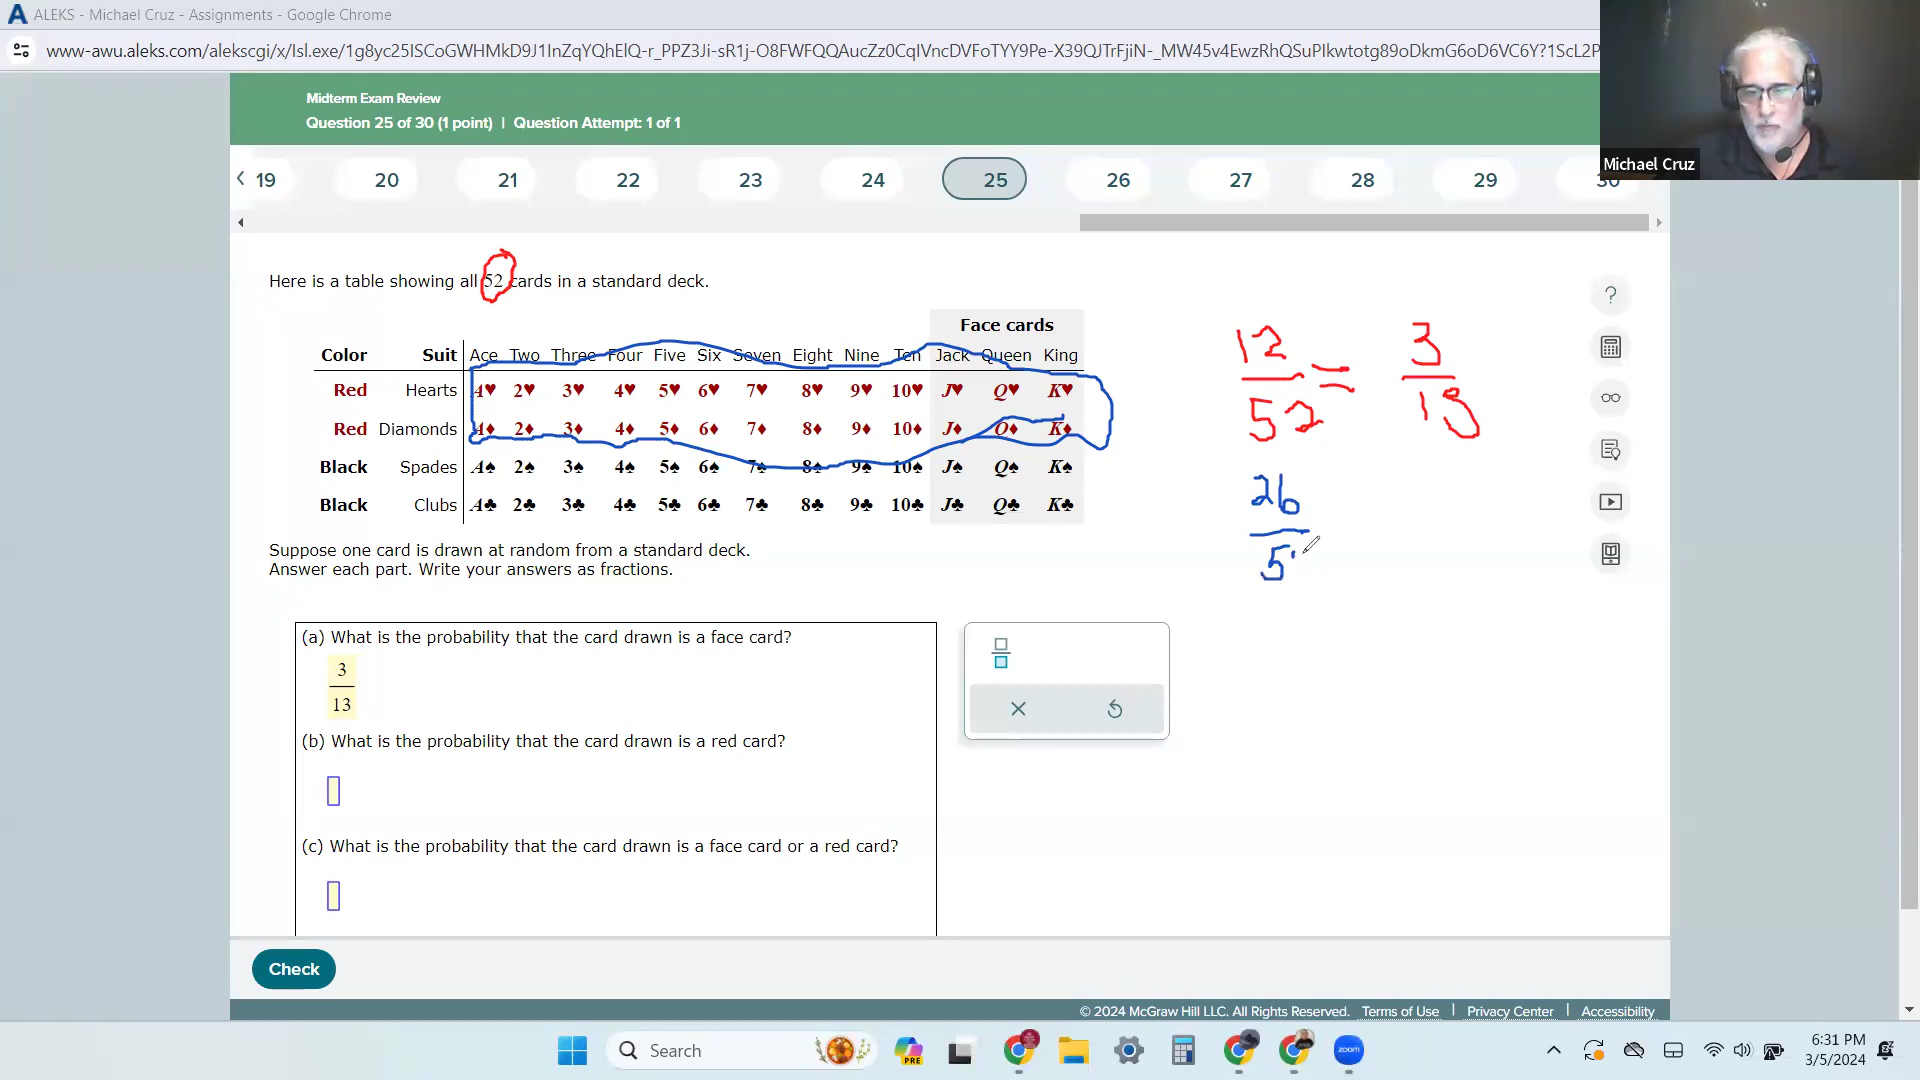 ALEKS - Michael Cruz - Assignments - Google Chrome
www-awu.aleks.com/alekscgi/x/Isl.exe/1g8yc25ISCoGWHMkD9J1InZqYQhElQ-r_PPZ3Ji-sR1j-O8FWFQQAucZz0CqIVncDVFoTYY9Pe-X39QJTrFjiN-_MW45v4EwzRhQSuPIkwtotg89oDkmG6oD6VC6Y?1ScL2P
Michael Cruz
Midterm Exam Review
Question 25 of 30 (1 point) | Question Attempt: 1 of 1
19 20 21 22 23 24 25 26 27 28 29 30
Here is a table showing all 52 cards in a standard deck.
Face cards
Color Suit Ace Two Three Four Five Six Seven Eight Nine Ten Jack Queen King
Red Hearts A♥ 2♥ 3♥ 4♥ 5♥ 6♥ 7♥ 8♥ 9♥ 10♥ J♥ Q♥ K♥
Red Diamonds A♦ 2♦ 3♦ 4♦ 5♦ 6♦ 7♦ 8♦ 9♦ 10♦ J♦ Q♦ K♦
Black Spades A♠ 2♠ 3♠ 4♠ 5♠ 6♠ 7♠ 8♠ 9♠ 10♠ J♠ Q♠ K♠
Black Clubs A♣ 2♣ 3♣ 4♣ 5♣ 6♣ 7♣ 8♣ 9♣ 10♣ J♣ Q♣ K♣
12/52 = 3/13
26/5
Suppose one card is drawn at random from a standard deck.
Answer each part. Write your answers as fractions.
(a) What is the probability that the card drawn is a face card?
3
13
(b) What is the probability that the card drawn is a red card?
(c) What is the probability that the card drawn is a face card or a red card?
Check
© 2024 McGraw Hill LLC. All Rights Reserved. Terms of Use | Privacy Center | Accessibility
Search
PRE
zoom
6:31 PM
3/5/2024